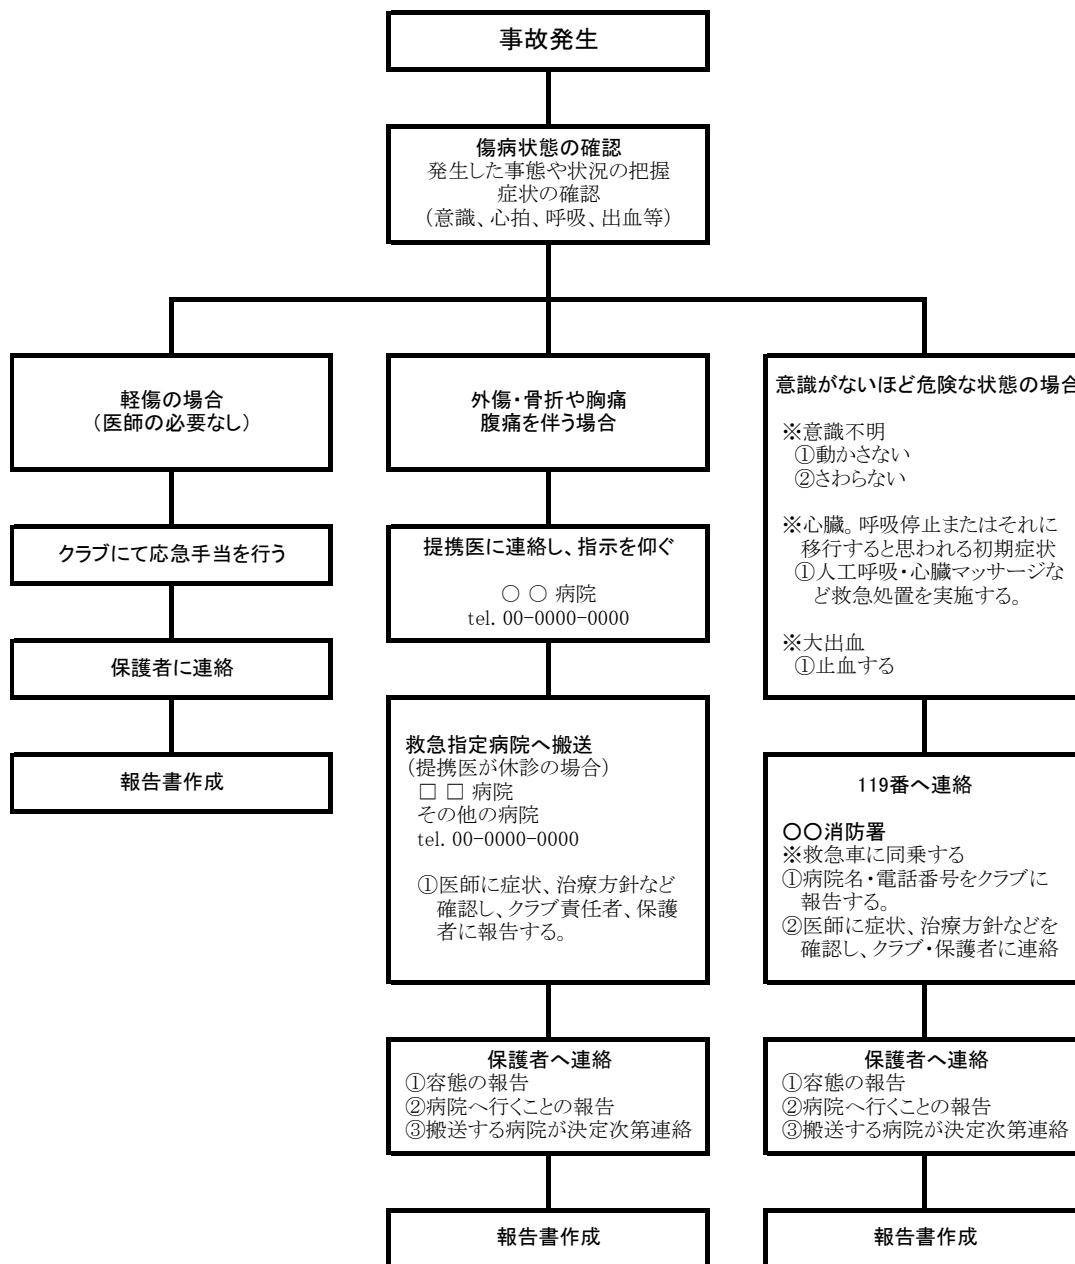 事故発生
傷病状態の確認
発生した事態や状況の把握
症状の確認
(意識、心拍、呼吸、出血等)
軽傷の場合
(医師の必要なし)
クラブにて応急手当を行う
保護者に連絡
報告書作成
外傷・骨折や胸痛
腹痛を伴う場合
提携医に連絡し、指示を仰ぐ
○ ○ 病院
tel. 00-0000-0000
救急指定病院へ搬送
(提携医が休診の場合)
□ □ 病院
その他の病院
tel. 00-0000-0000
①医師に症状、治療方針など
確認し、クラブ責任者、保護
者に報告する。
保護者へ連絡
①容態の報告
②病院へ行くことの報告
③搬送する病院が決定次第連絡
報告書作成
意識がないほど危険な状態の場合
※意識不明
①動かさない
②さわらない
※心臓。呼吸停止またはそれに
移行すると思われる初期症状
①人工呼吸・心臓マッサージな
ど救急処置を実施する。
※大出血
①止血する
119番へ連絡
○○消防署
※救急車に同乗する
①病院名・電話番号をクラブに
報告する。
②医師に症状、治療方針などを
確認し、クラブ・保護者に連絡
保護者へ連絡
①容態の報告
②病院へ行くことの報告
③搬送する病院が決定次第連絡
報告書作成